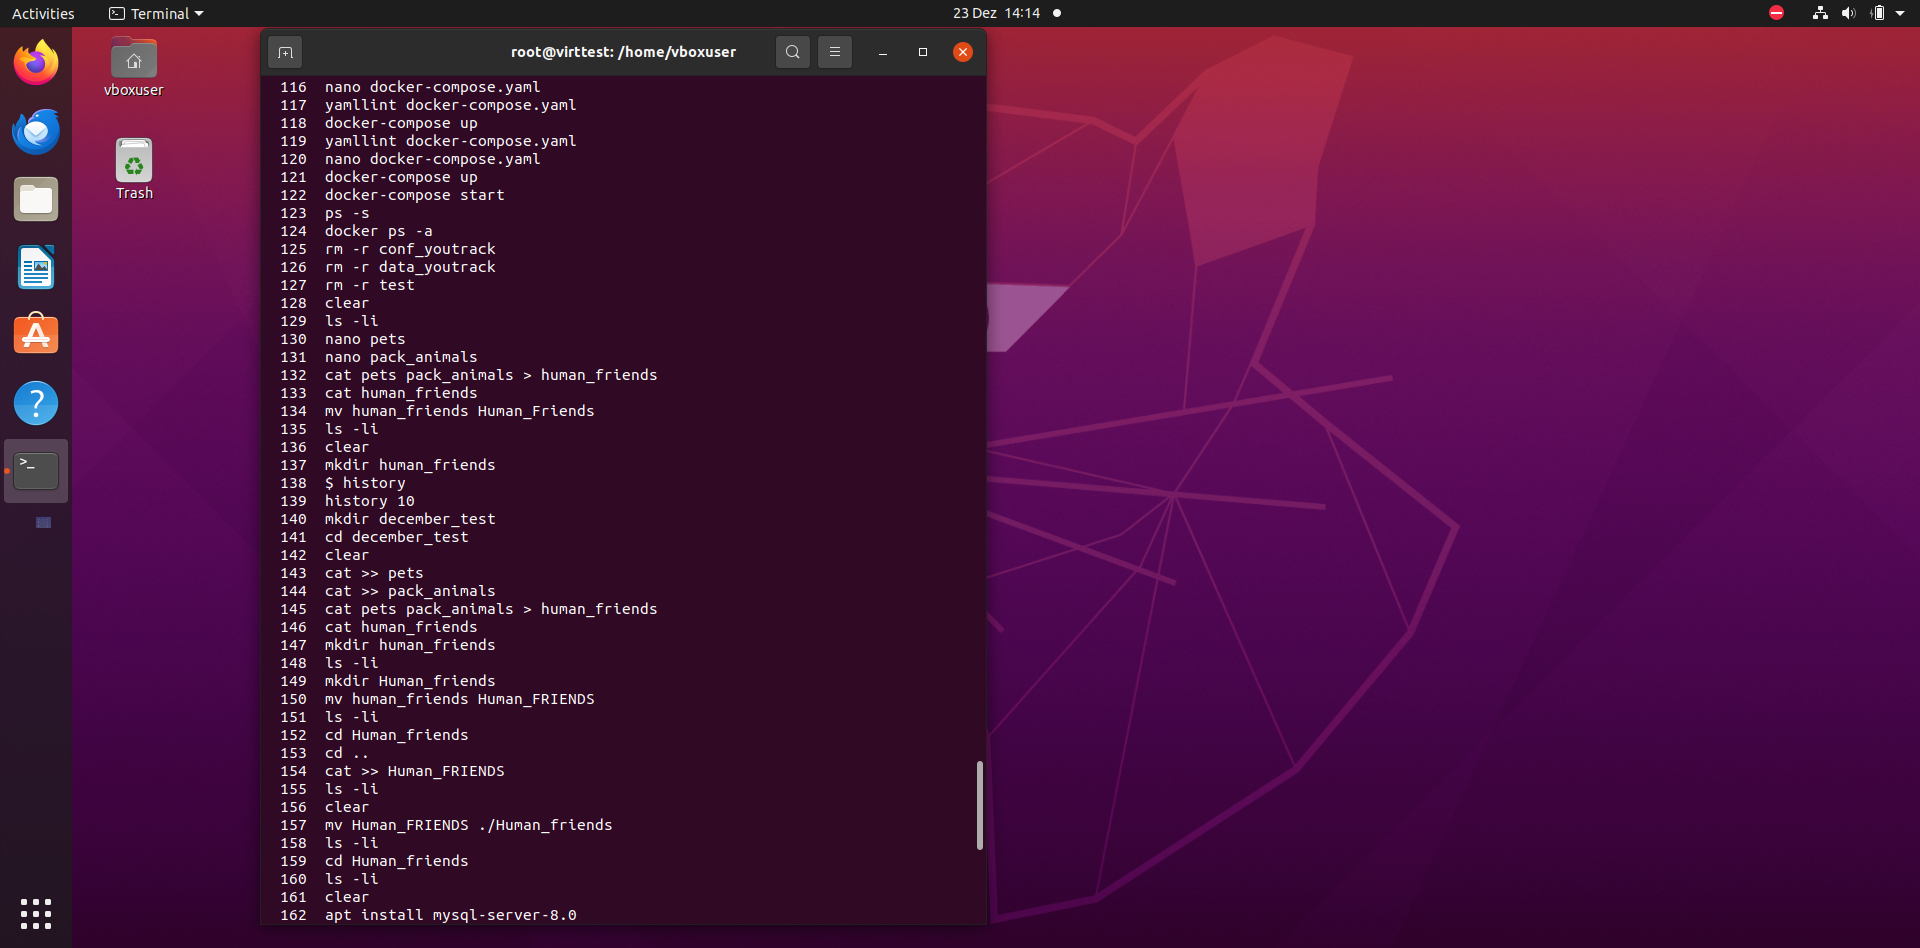 Activities
Terminal
23 Dez 14:14
vboxuser
Trash
root@virttest: /home/vboxuser
116 nano docker-compose.yaml
117 yamllint docker-compose.yaml
118 docker-compose up
119 yamllint docker-compose.yaml
120 nano docker-compose.yaml
121 docker-compose up
122 docker-compose start
123 ps -s
124 docker ps -a
125 rm -r conf_youtrack
126 rm -r data_youtrack
127 rm -r test
128 clear
129 ls -li
130 nano pets
131 nano pack_animals
132 cat pets pack_animals > human_friends
133 cat human_friends
134 mv human_friends Human_Friends
135 ls -li
136 clear
137 mkdir human_friends
138 $ history
139 history 10
140 mkdir december_test
141 cd december_test
142 clear
143 cat >> pets
144 cat >> pack_animals
145 cat pets pack_animals > human_friends
146 cat human_friends
147 mkdir human_friends
148 ls -li
149 mkdir Human_friends
150 mv human_friends Human_FRIENDS
151 ls -li
152 cd Human_friends
153 cd ..
154 cat >> Human_FRIENDS
155 ls -li
156 clear
157 mv Human_FRIENDS ./Human_friends
158 ls -li
159 cd Human_friends
160 ls -li
161 clear
162 apt install mysql-server-8.0